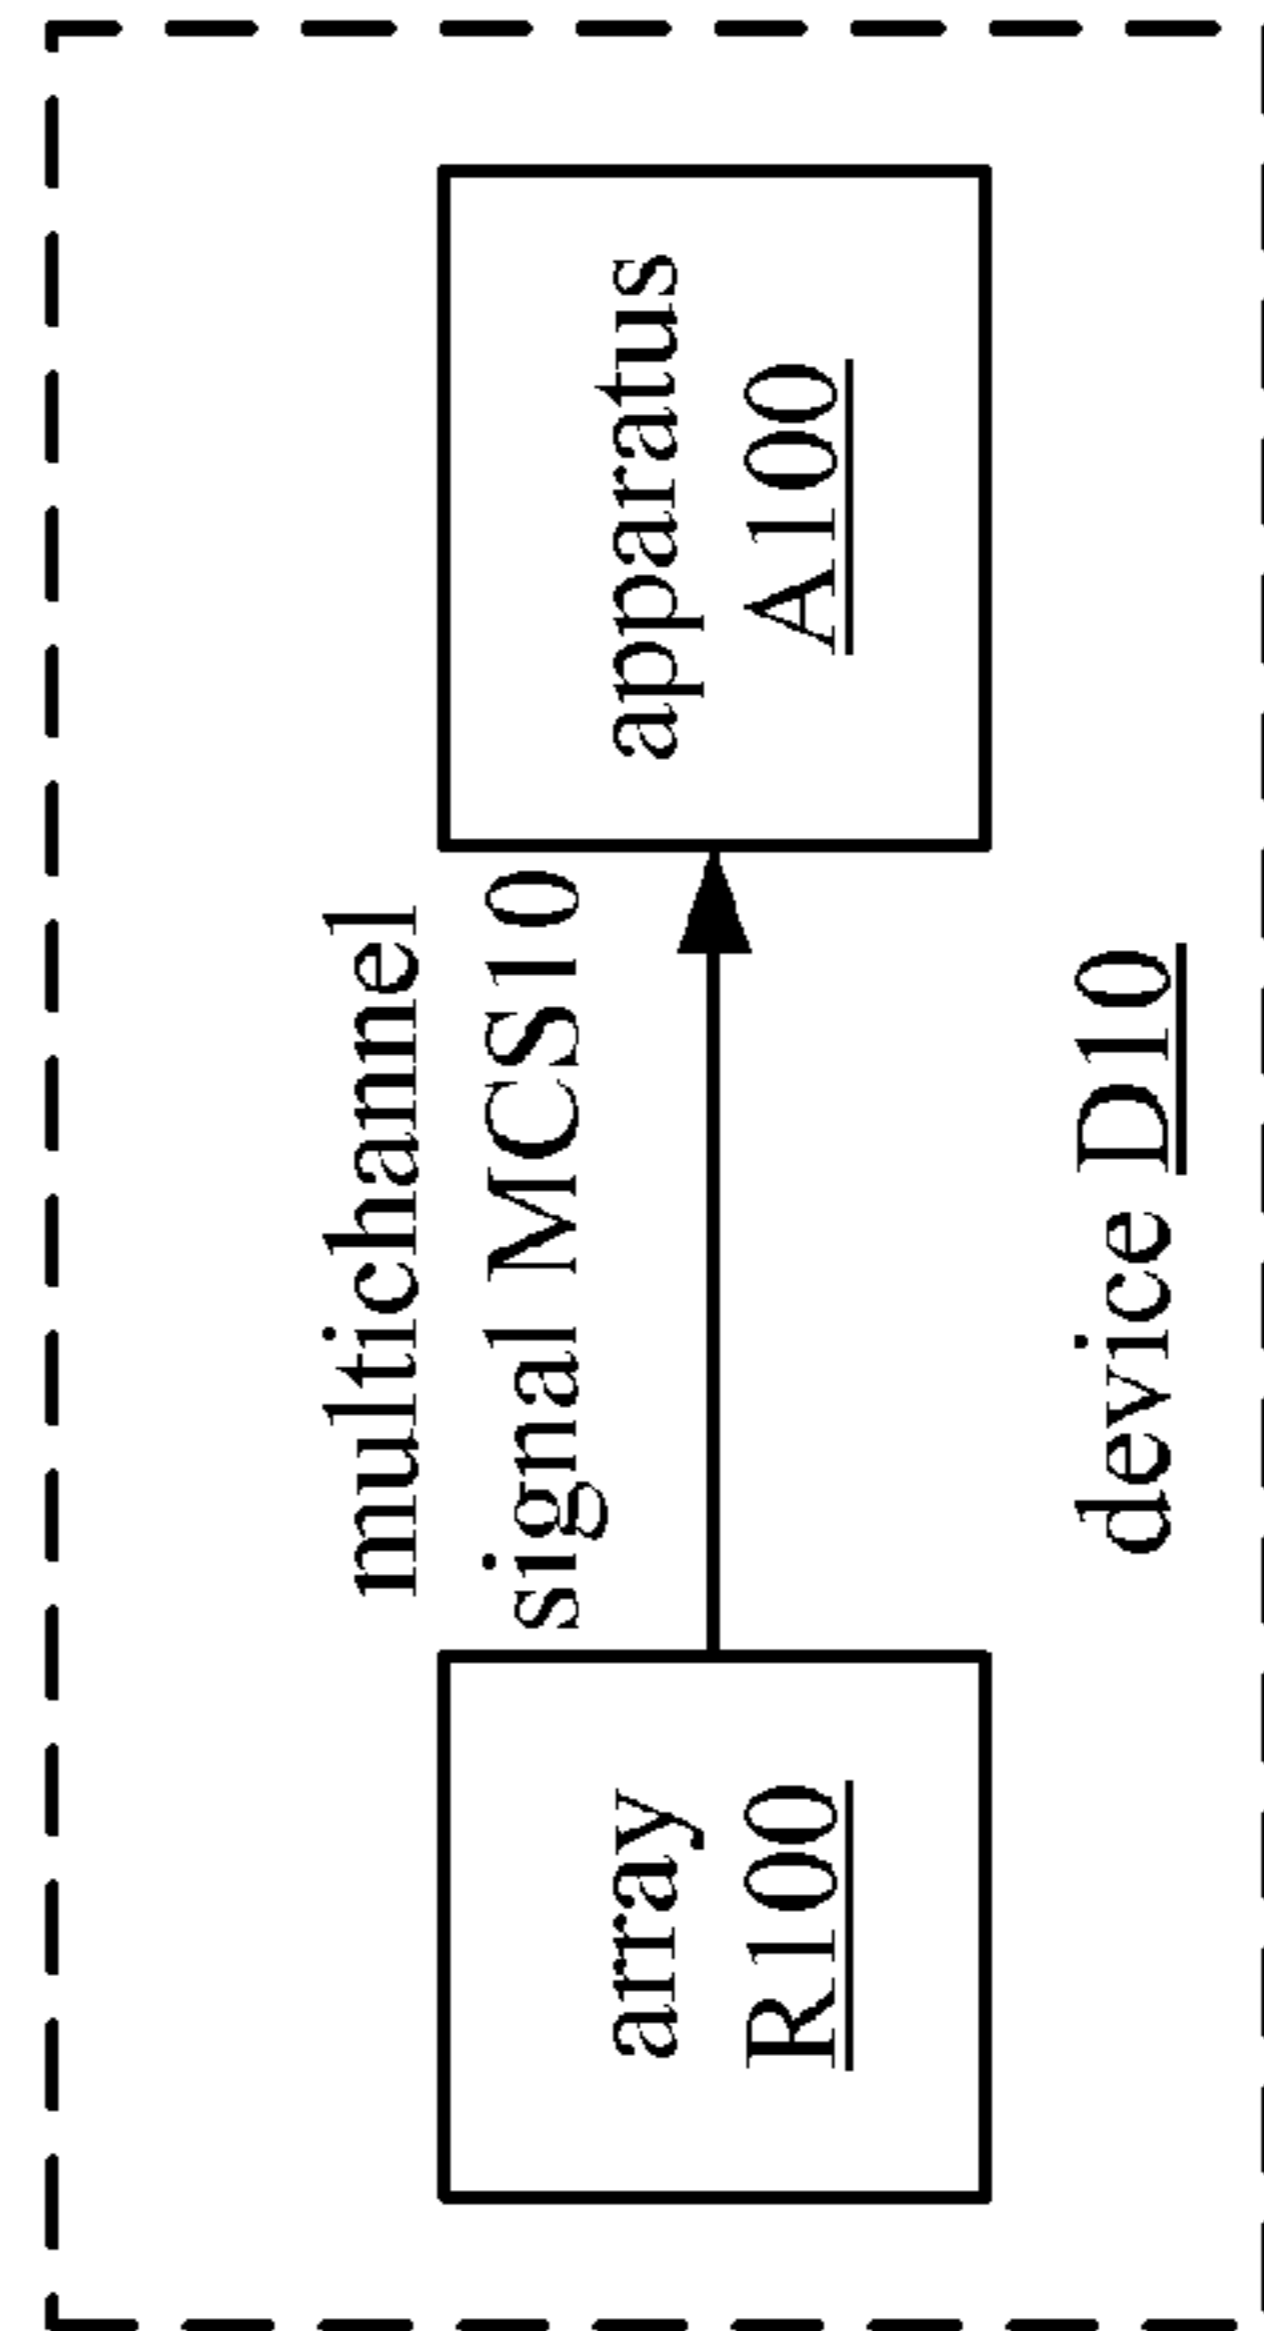 multichannel
signal MCS10
array
R100
apparatus
A100
device D10